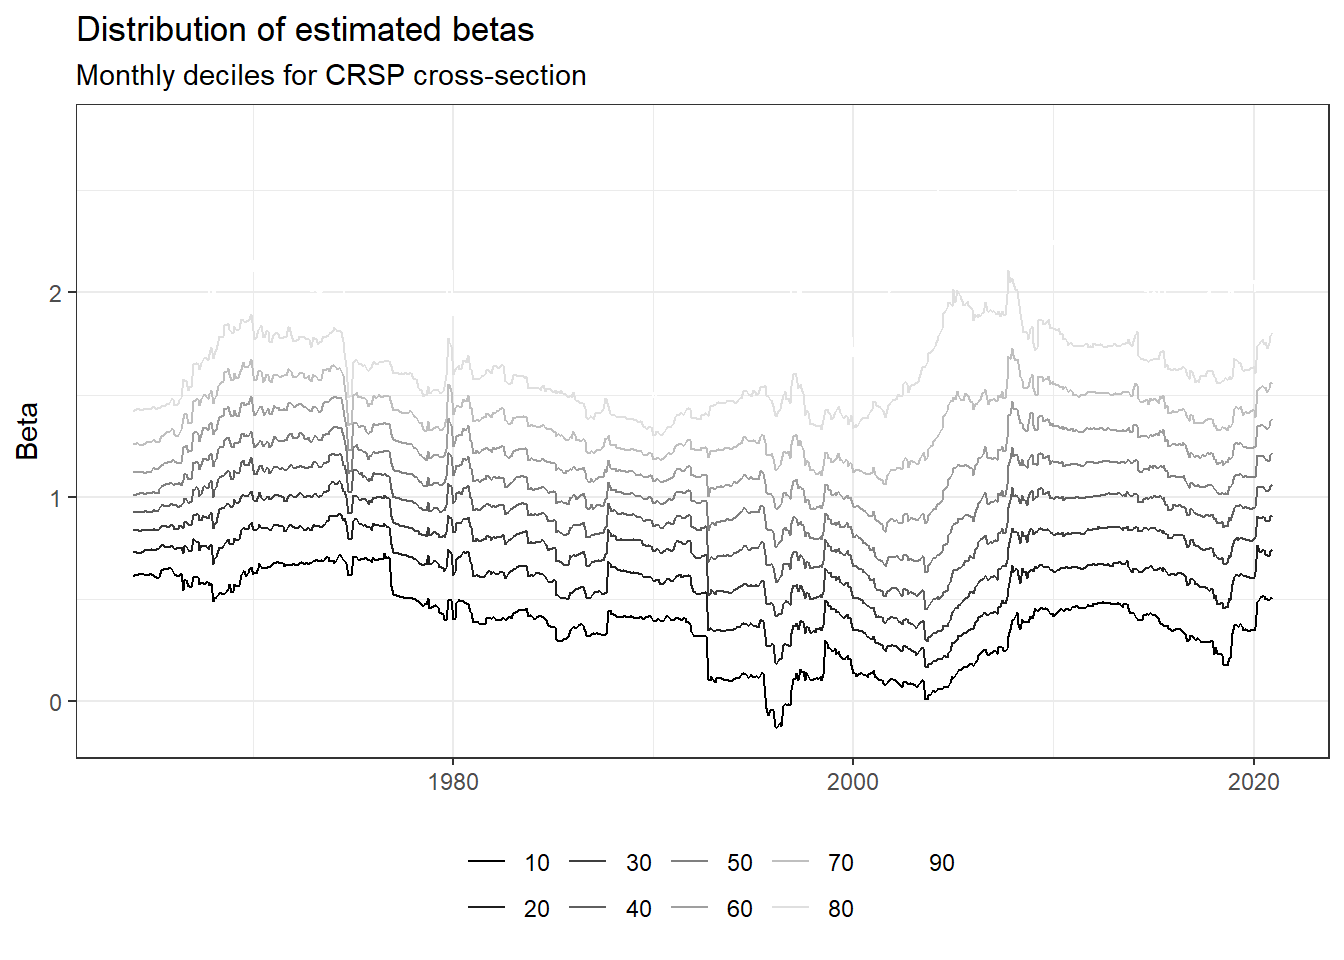 Distribution of estimated betas
Monthly deciles for CRSP cross-section
Beta
2
1
0
1980 2000 2020
10 30 50 70 90
20 40 60 80